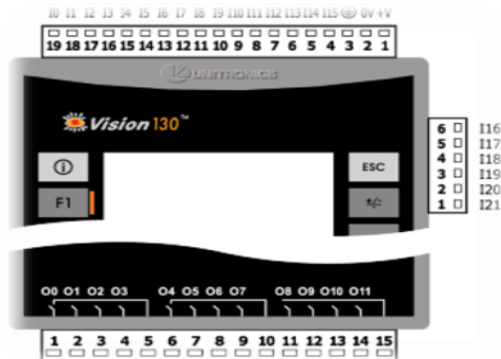 I0 I1 I2 I3 I4 I5 I6 I7 I8 I9 I10 I11 I12 I13 I14 I15 0V +V
19 18 17 16 15 14 13 12 11 10 9 8 7 6 5 4 3 2 1
UNITRONICS
Vision 130™
6 I16
5 I17
4 I18
3 I19
2 I20
1 I21
ESC
F1
O0 O1 O2 O3 O4 O5 O6 O7 O8 O9 O10 O11
1 2 3 4 5 6 7 8 9 10 11 12 13 14 15